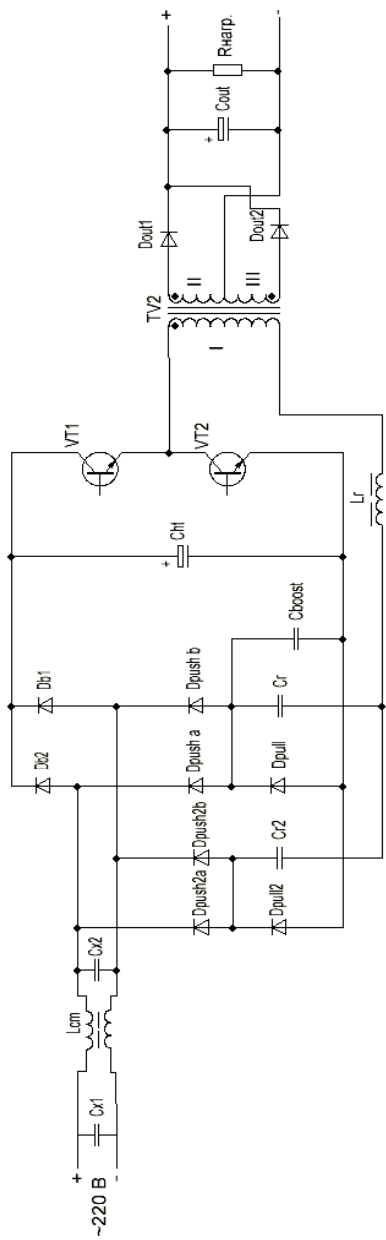 +
~220 В
-
Cx1
Lcm
Cx2
Dpush2a
Dpull2
Dpush2b
Cr2
Db2
Dpush a
Dpull
Db1
Dpush b
Cr
Cboost
+
Ch1
VT1
VT2
Lr
TV2
I
II
III
Dout1
Dout2
+
Cout
Rнагр.
+
-